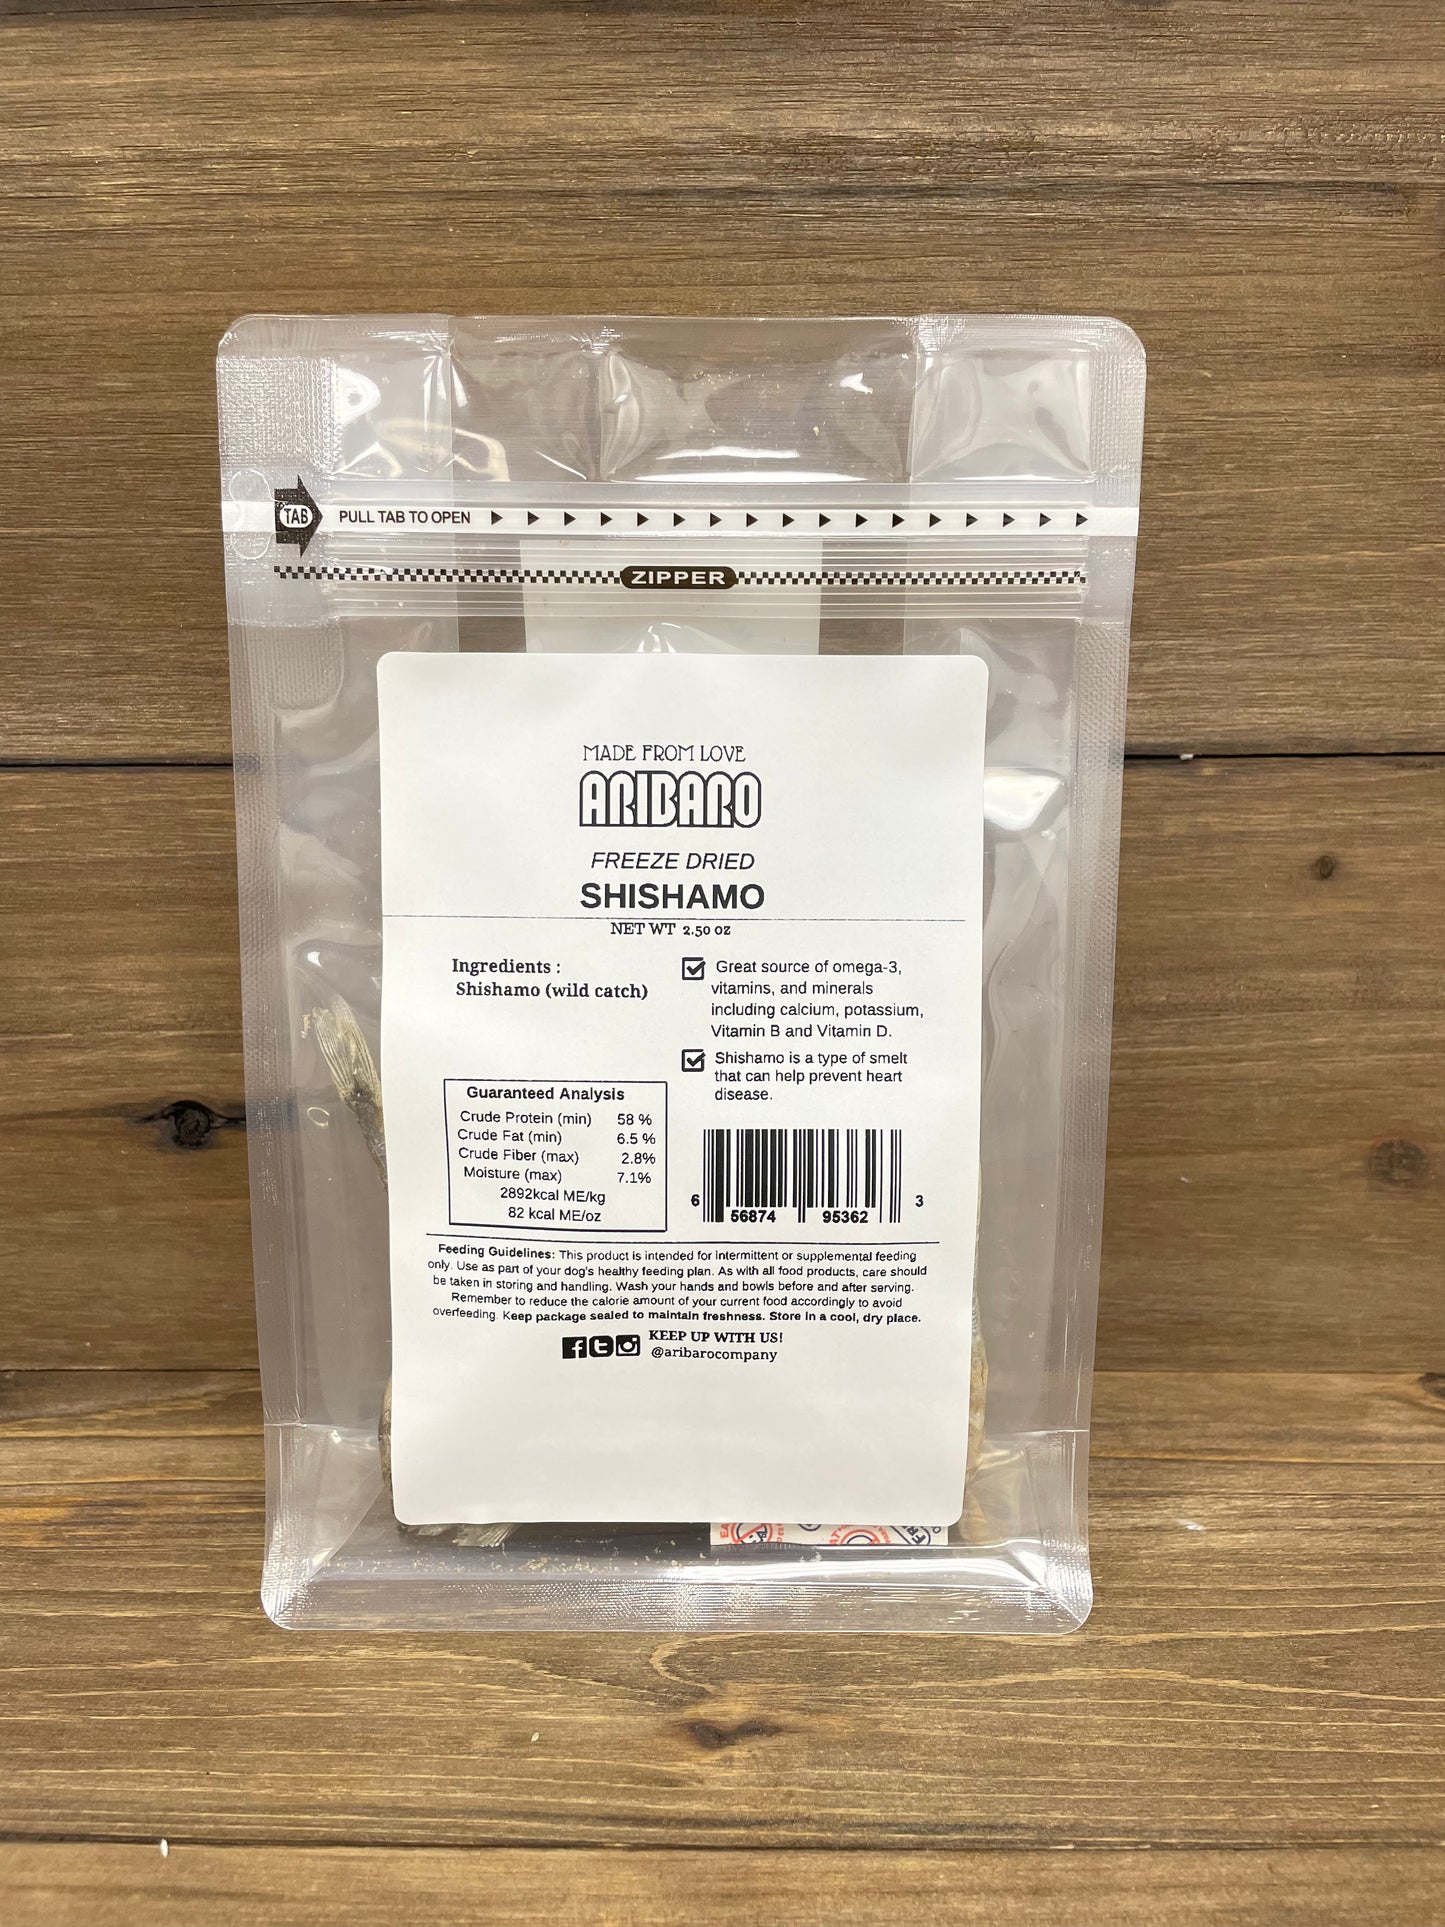 TAB PULL TAB TO OPEN
ZIPPER
MADE FROM LOVE
ARIBARO
FREEZE DRIED
SHISHAMO
NET WT 2.50 oz
Ingredients :
Shishamo (wild catch)
Great source of omega-3,
vitamins, and minerals
including calcium, potassium,
Vitamin B and Vitamin D.
Shishamo is a type of smelt
that can help prevent heart
disease.
Guaranteed Analysis
Crude Protein (min) 58 %
Crude Fat (min) 6.5 %
Crude Fiber (max) 2.8%
Moisture (max) 7.1%
2892kcal ME/kg
82 kcal ME/oz
6 56874 95362 3
Feeding Guidelines: This product is intended for intermittent or supplemental feeding
only. Use as part of your dog's healthy feeding plan. As with all food products, care should
be taken in storing and handling. Wash your hands and bowls before and after serving.
Remember to reduce the calorie amount of your current food accordingly to avoid
overfeeding. Keep package sealed to maintain freshness. Store in a cool, dry place.
KEEP UP WITH US!
@aribarocompany